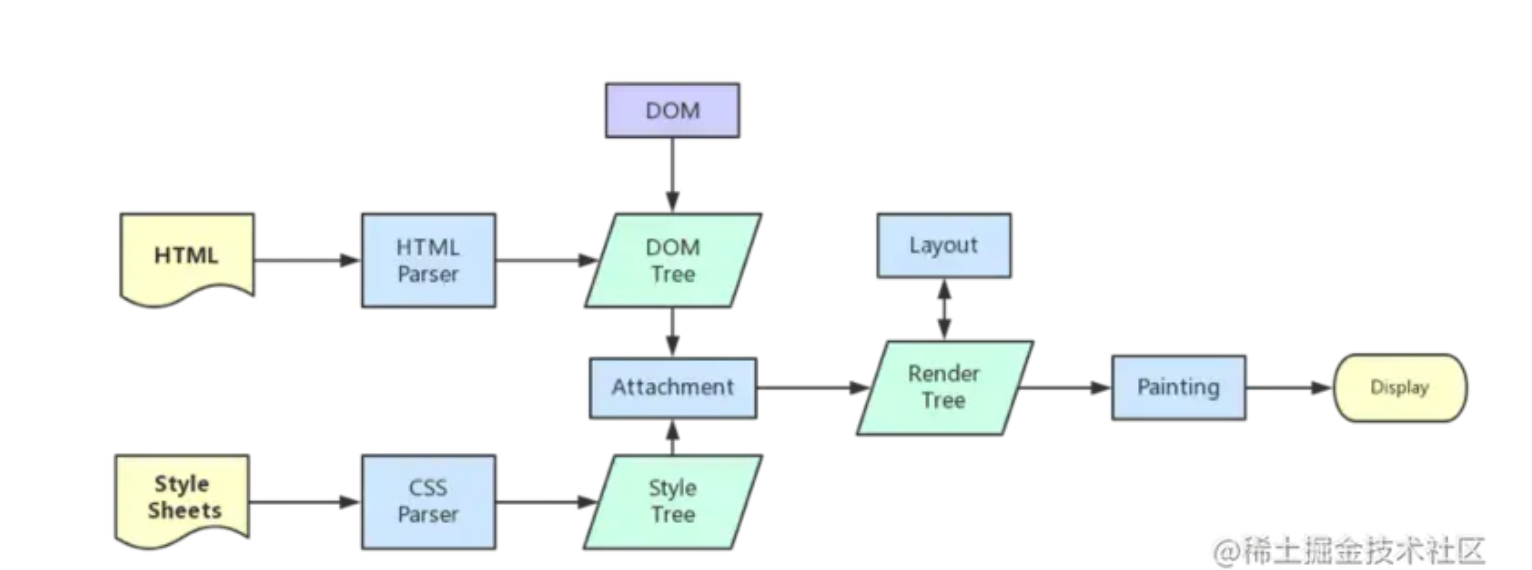 DOM
HTML
HTML
Parser
DOM
Tree
Layout
Attachment
Render
Tree
Painting
Display
Style
Sheets
CSS
Parser
Style
Tree
@稀土掘金技术社区